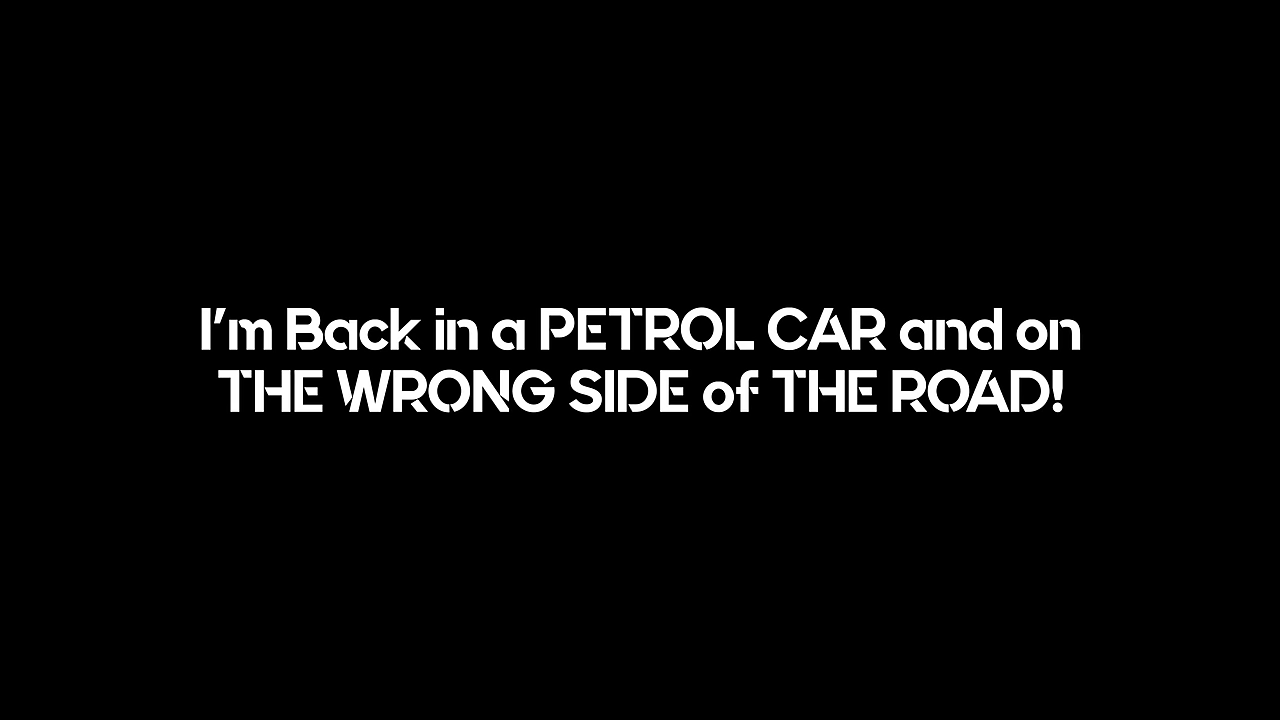 I'm Back in a PETROL CAR and on
THE WRONG SIDE of THE ROAD!